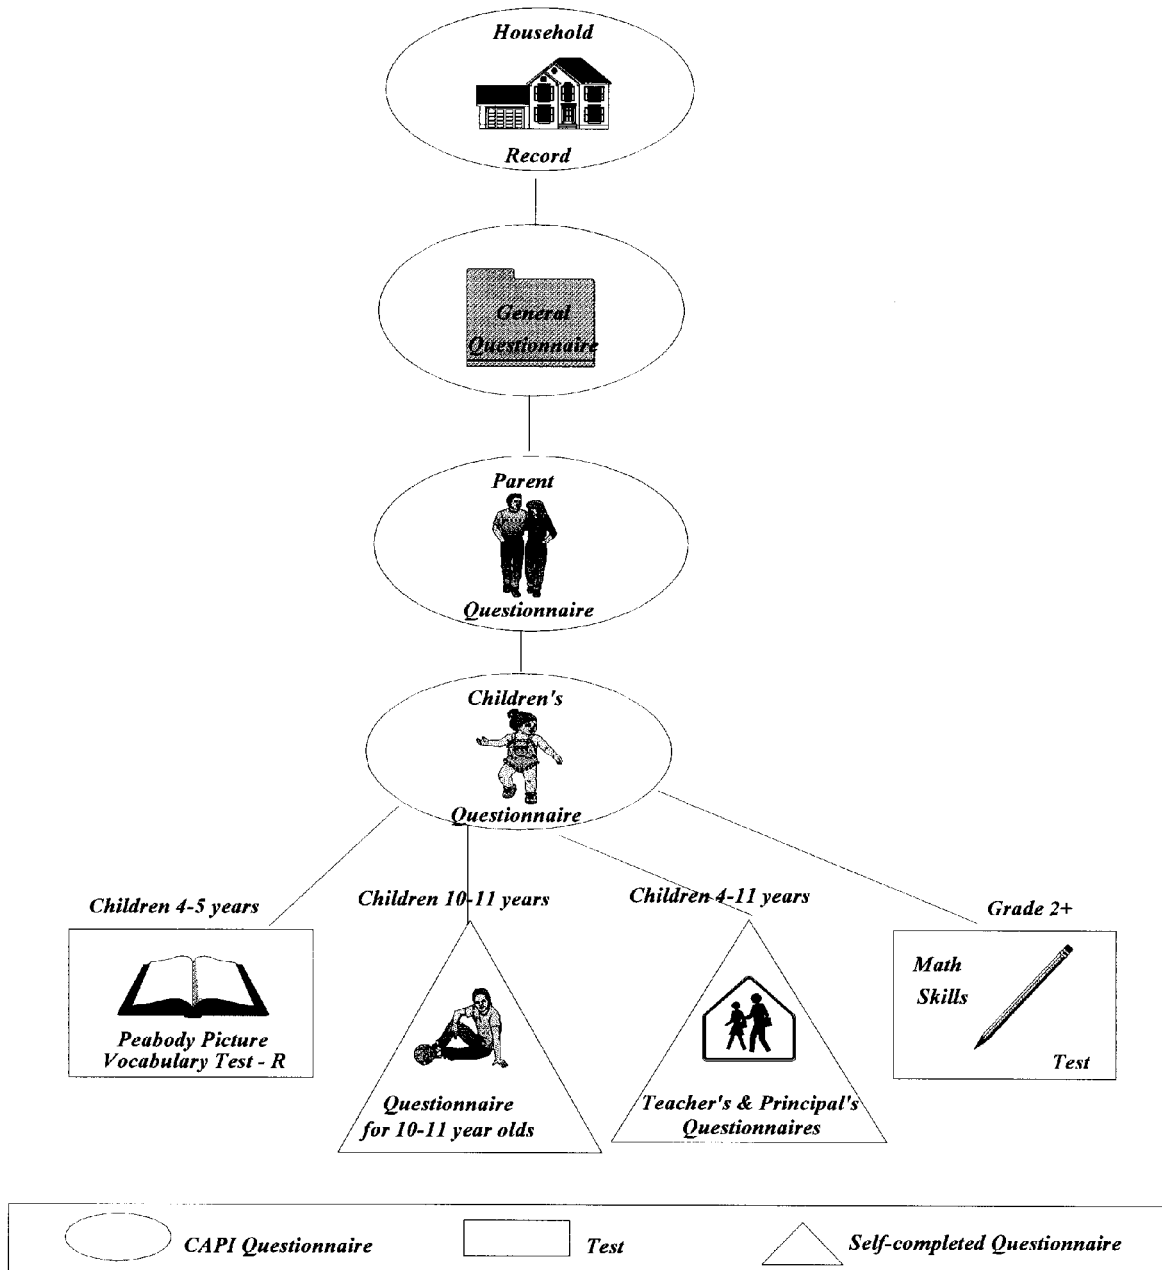 Household
Record
General
Questionnaire
Parent
Questionnaire
Children's
Questionnaire
Children 4-5 years
Peabody Picture
Vocabulary Test - R
Children 10-11 years
Questionnaire
for 10-11 year olds
Children 4-11 years
Teacher's & Principal's
Questionnaires
Grade 2+
Math
Skills
Test
CAPI Questionnaire
Test
Self-completed Questionnaire